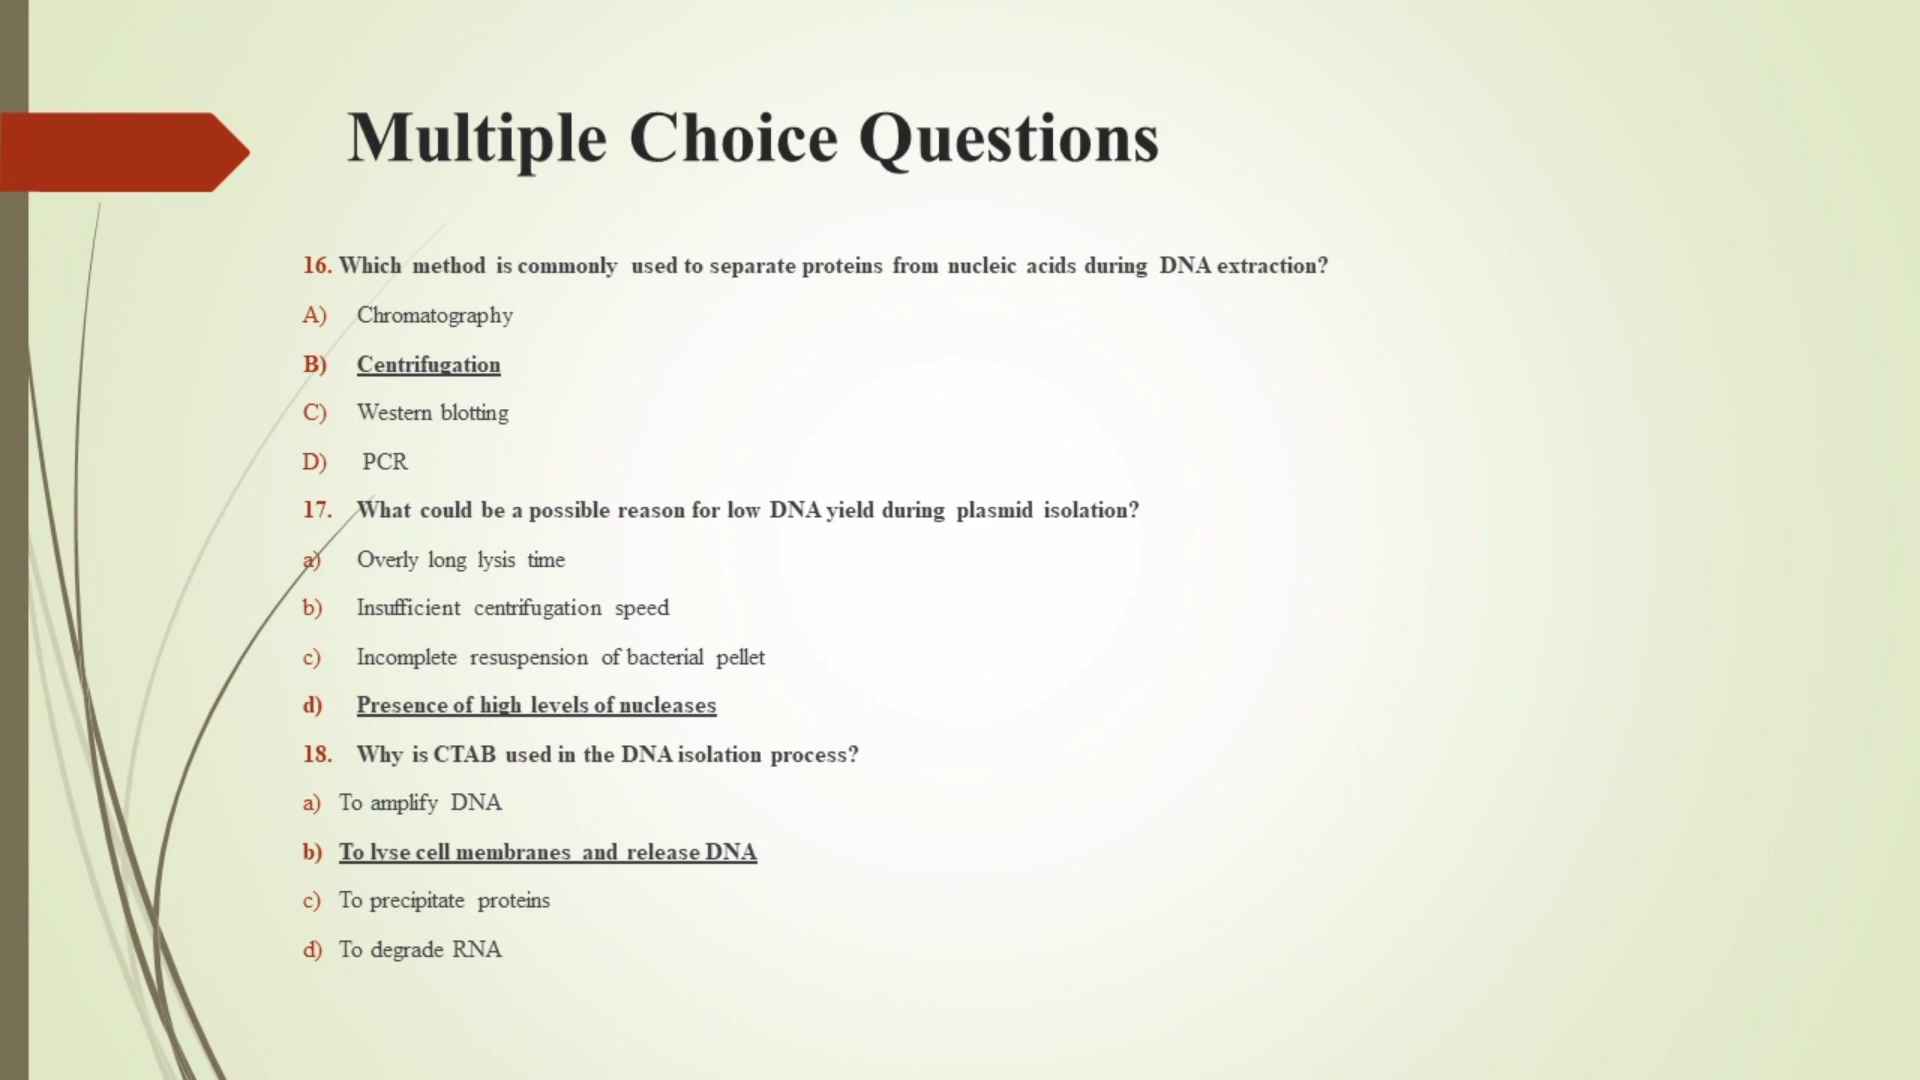 Multiple Choice Questions
16. Which method is commonly used to separate proteins from nucleic acids during DNA extraction?
A) Chromatography
B) Centrifugation
C) Western blotting
D) PCR
17. What could be a possible reason for low DNA yield during plasmid isolation?
a) Overly long lysis time
b) Insufficient centrifugation speed
c) Incomplete resuspension of bacterial pellet
d) Presence of high levels of nucleases
18. Why is CTAB used in the DNA isolation process?
a) To amplify DNA
b) To lyse cell membranes and release DNA
c) To precipitate proteins
d) To degrade RNA